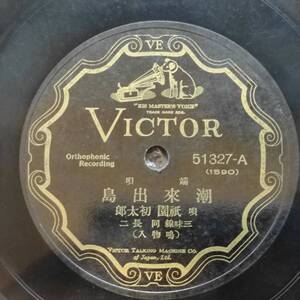 VE
"HIS MASTER'S VOICE"
TRADE MARK REG.
VICTOR
Orthophonic
Recording
51327-A
(1590)
端唄
潮來出島
唄 祇園 初太郎
三味線 同 長二
(鳴物入)
VICTOR TALKING MACHINE CO.
of Japan, Ltd.
VE